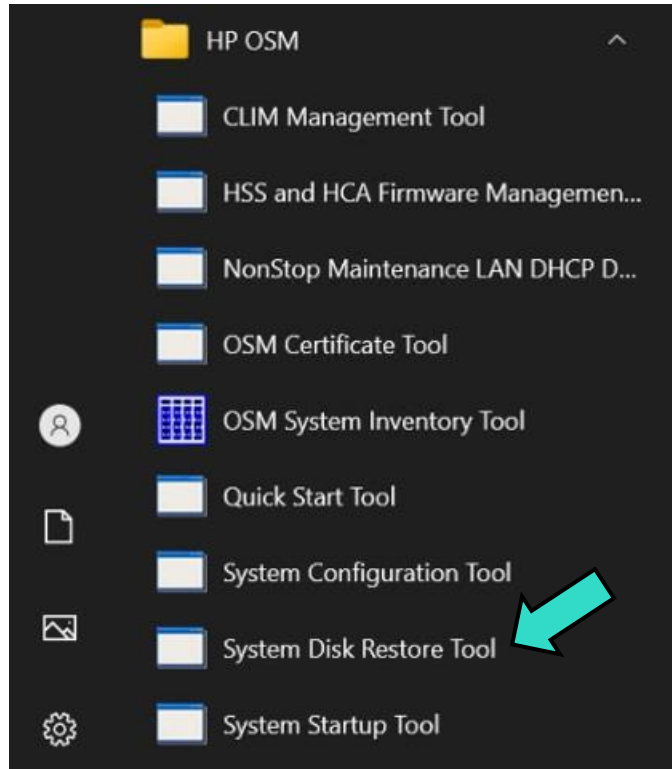 HP OSM
CLIM Management Tool
HSS and HCA Firmware Managemen...
NonStop Maintenance LAN DHCP D...
OSM Certificate Tool
OSM System Inventory Tool
Quick Start Tool
System Configuration Tool
System Disk Restore Tool
System Startup Tool